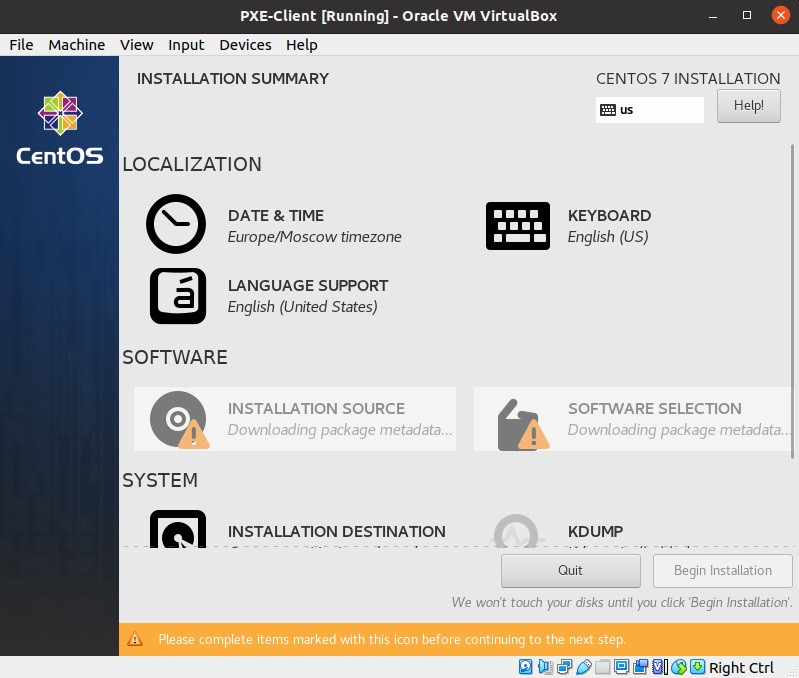 PXE-Client [Running] - Oracle VM VirtualBox
File Machine View Input Devices Help
CentOS
INSTALLATION SUMMARY
CENTOS 7 INSTALLATION
us
Help!
LOCALIZATION
DATE & TIME
Europe/Moscow timezone
KEYBOARD
English (US)
LANGUAGE SUPPORT
English (United States)
SOFTWARE
INSTALLATION SOURCE
Downloading package metadata...
SOFTWARE SELECTION
Downloading package metadata...
SYSTEM
INSTALLATION DESTINATION
KDUMP
Quit
Begin Installation
We won't touch your disks until you click 'Begin Installation'.
Please complete items marked with this icon before continuing to the next step.
Right Ctrl